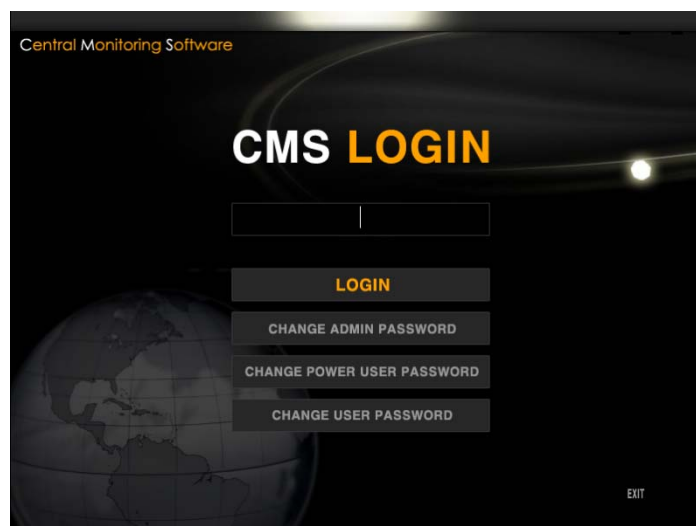 Central Monitoring Software
CMS LOGIN
LOGIN
CHANGE ADMIN PASSWORD
CHANGE POWER USER PASSWORD
CHANGE USER PASSWORD
EXIT